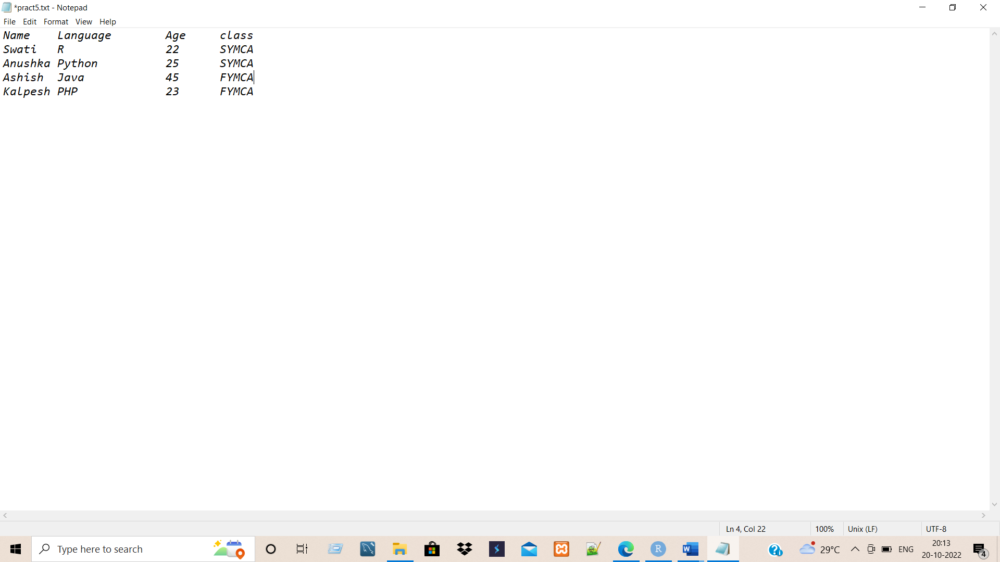 *pract5.txt - Notepad
File Edit Format View Help
Name Language Age class
Swati R 22 SYMCA
Anushka Python 25 SYMCA
Ashish Java 45 FYMCA
Kalpesh PHP 23 FYMCA
Ln 4, Col 22 100% Unix (LF) UTF-8
Type here to search
29°C ENG
20:13
20-10-2022
4